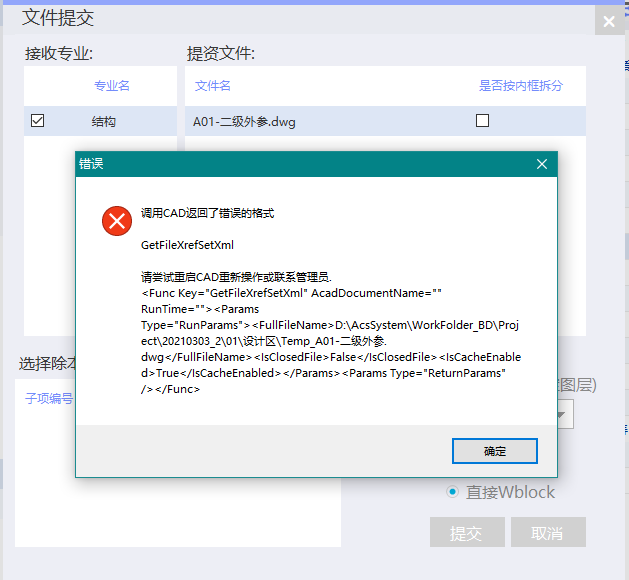 文件提交
接收专业:
提资文件:
专业名
文件名
是否按内框拆分
结构
A01-二级外参.dwg
错误
调用CAD返回了错误的格式
GetFileXrefSetXml
请尝试重启CAD重新操作或联系管理员.
<Func Key="GetFileXrefSetXml" AcadDocumentName=""
RunTime=""><Params
Type="RunParams"><FullFileName>D:\AcsSystem\WorkFolder_BD\Proj
ect\20210303_2\01\设计区\Temp_A01-二级外参.
dwg</FullFileName><IsClosedFile>False</IsClosedFile><IsCacheEnable
d>True</IsCacheEnabled></Params><Params Type="ReturnParams"
/></Func>
确定
选择除本
子项编号
图层)
直接Wblock
提交
取消